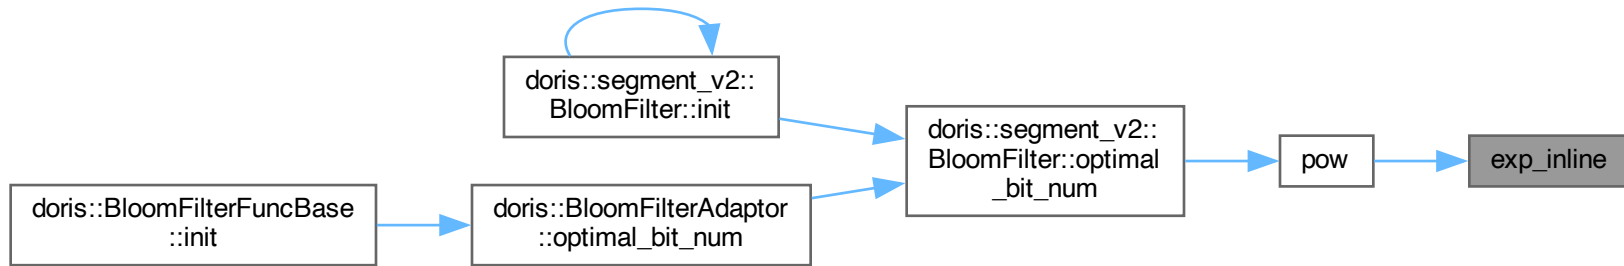 doris::segment_v2::
BloomFilter::init
doris::BloomFilterFuncBase
::init
doris::BloomFilterAdaptor
::optimal_bit_num
doris::segment_v2::
BloomFilter::optimal
_bit_num
pow
exp_inline